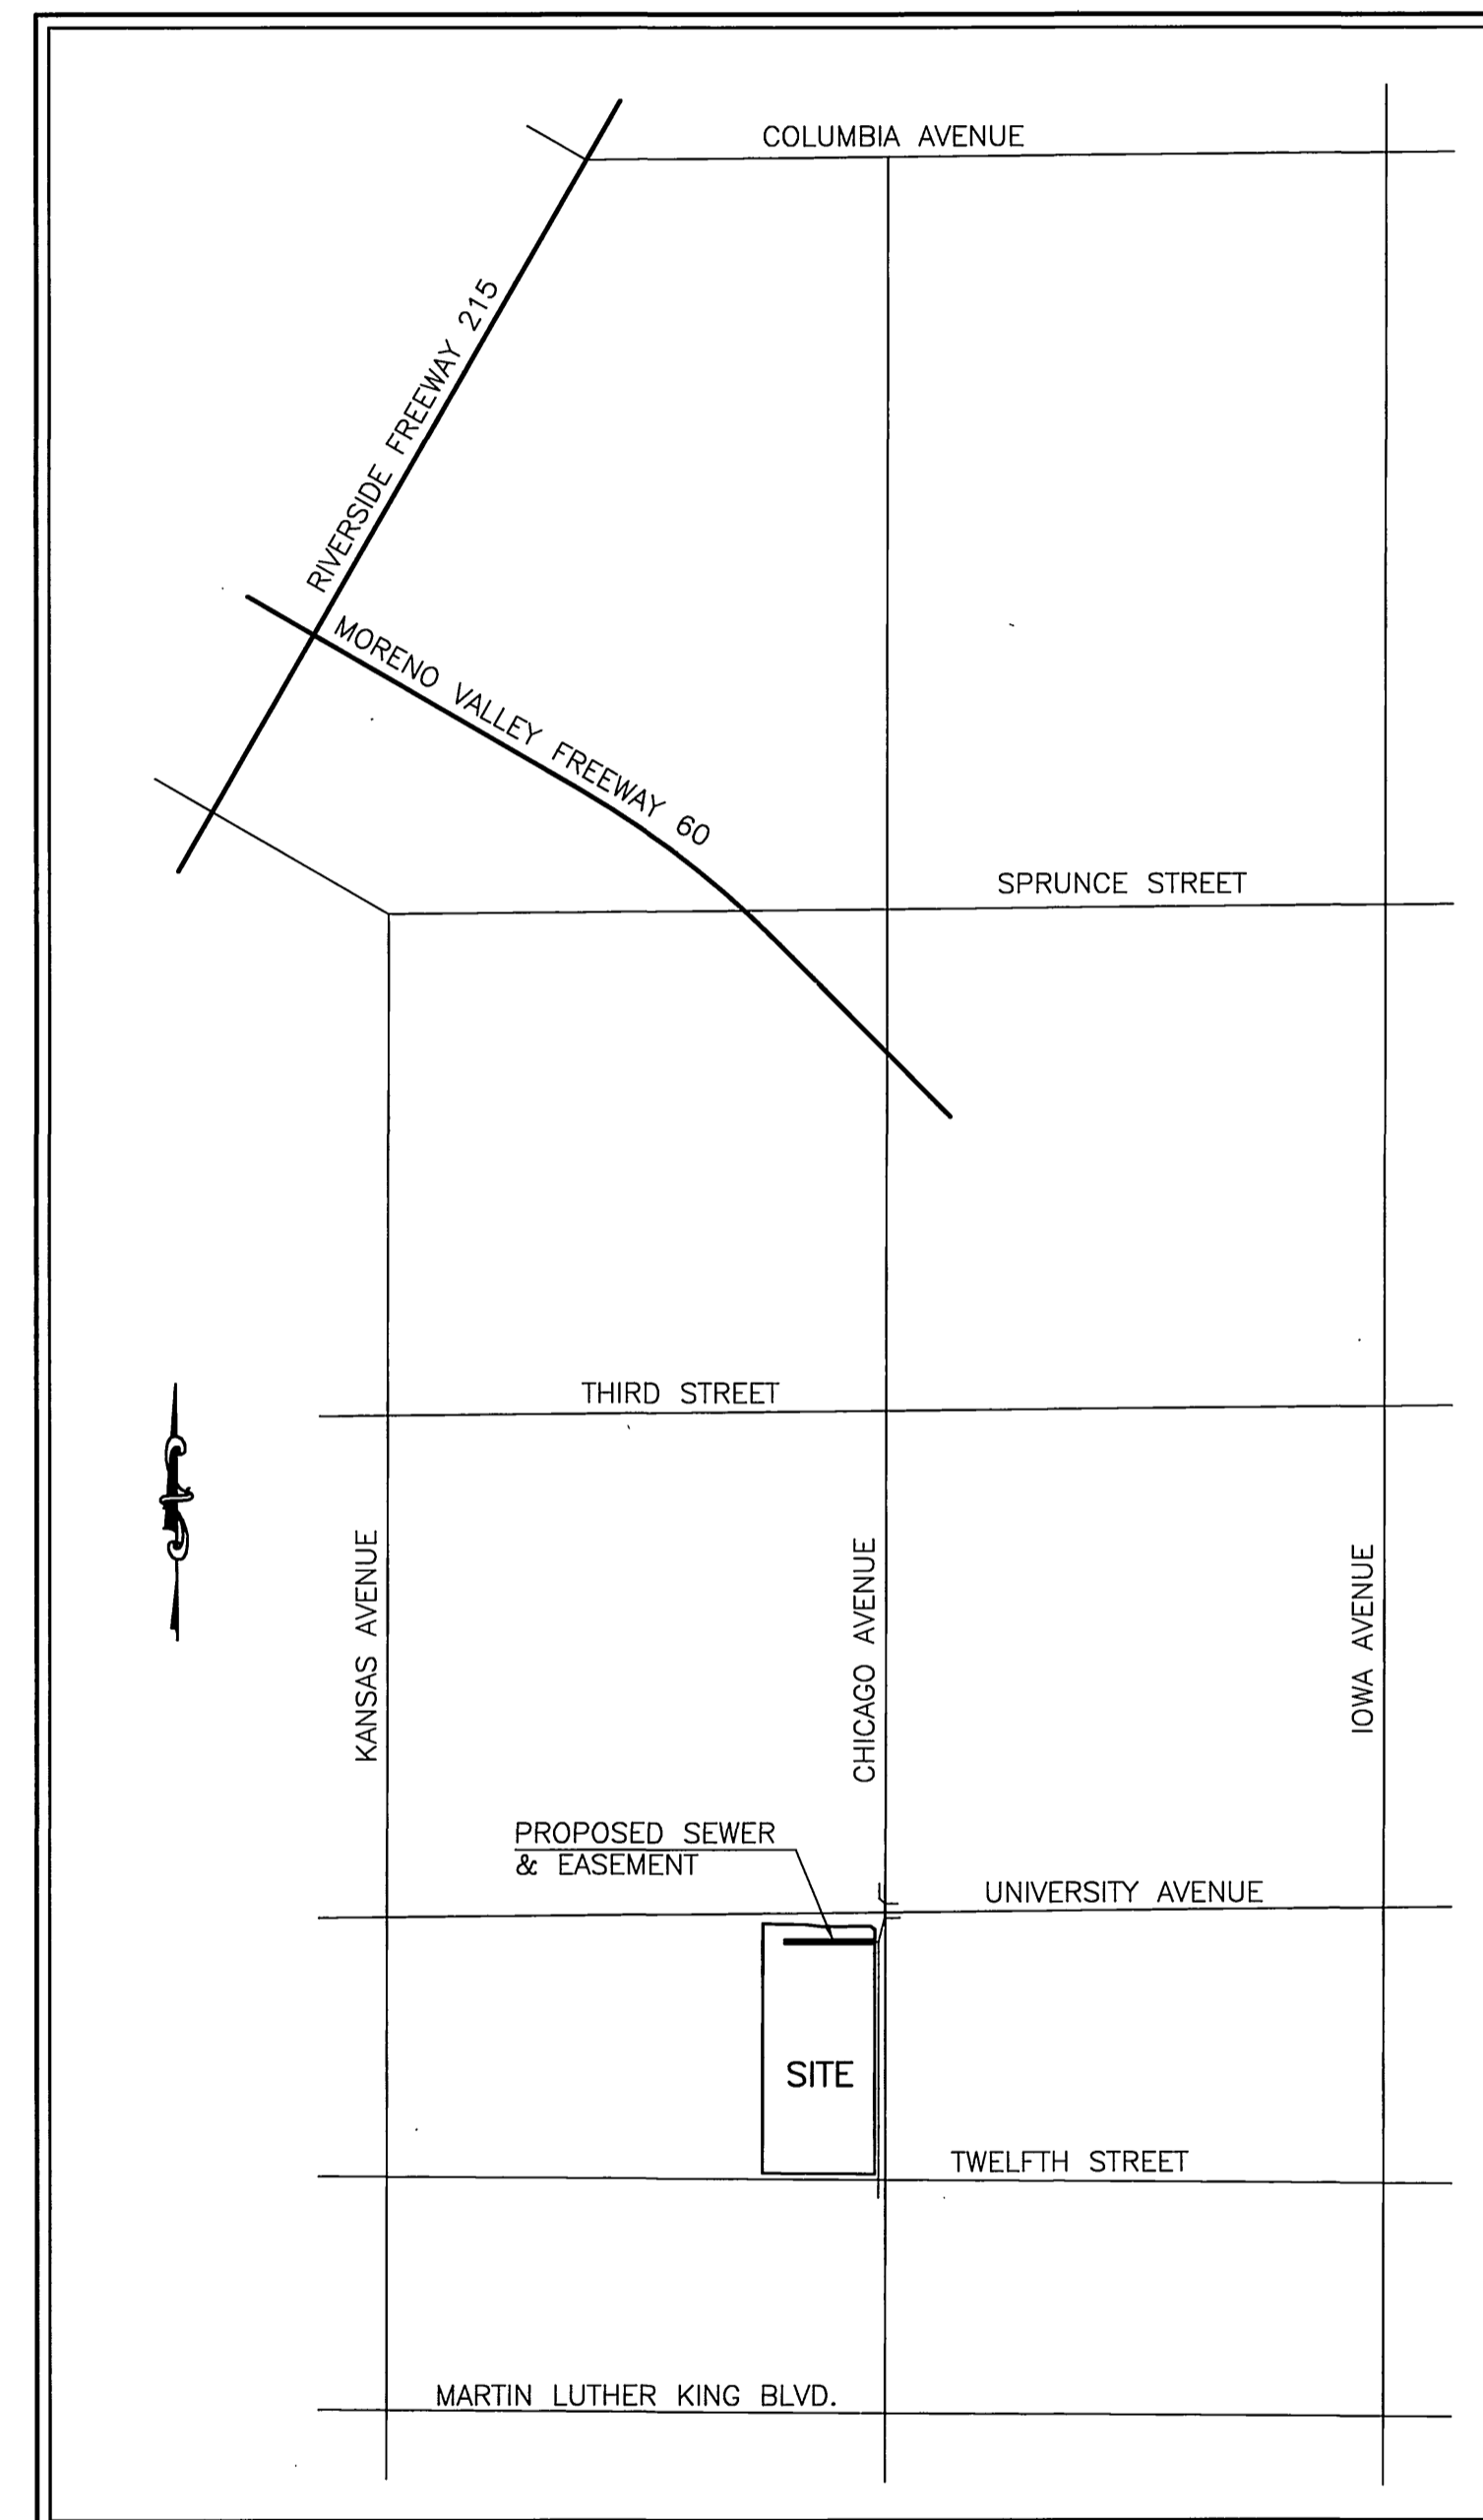 COLUMBIA AVENUE
RIVERSIDE FREEWAY 215
MORENO VALLEY FREEWAY 60
SPRUNCE STREET
THIRD STREET
KANSAS AVENUE
CHICAGO AVENUE
IOWA AVENUE
PROPOSED SEWER
& EASEMENT
UNIVERSITY AVENUE
SITE
TWELFTH STREET
MARTIN LUTHER KING BLVD.